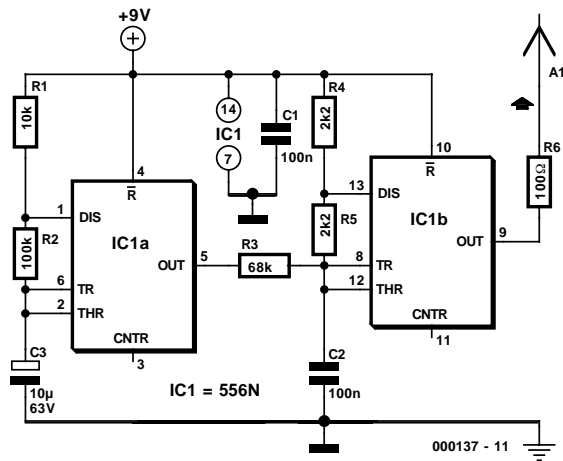 +9V
R1
10k
R2
100k
C3
10µ
63V
4
R
1
DIS
6
TR
2
THR
IC1a
OUT
5
CNTR
3
14
IC1
7
C1
100n
R3
68k
R4
2k2
R5
2k2
C2
100n
10
R
13
DIS
8
TR
12
THR
IC1b
OUT
9
CNTR
11
R6
100Ω
A1
IC1 = 556N
000137 - 11